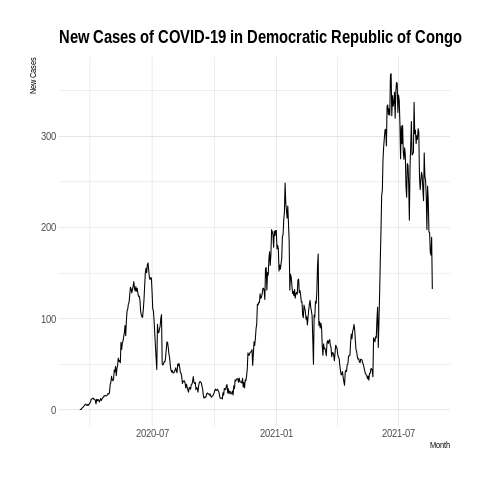 New Cases of COVID-19 in Democratic Republic of Congo
New Cases
300
200
100
0
2020-07
2021-01
2021-07
Month